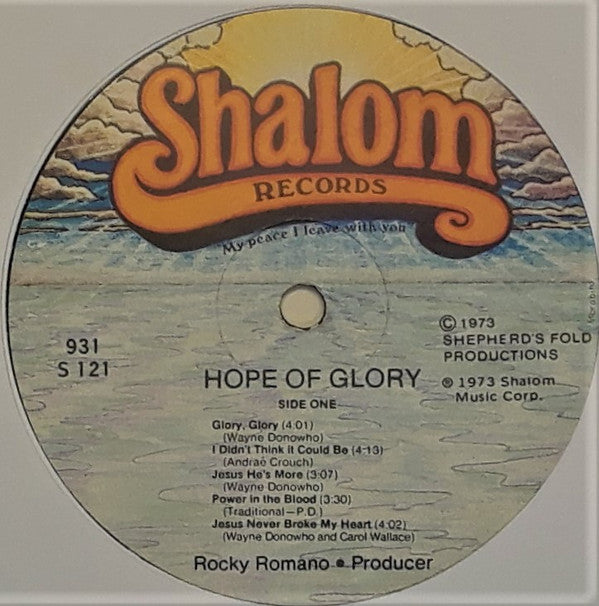 Shalom
RECORDS
My peace I leave with you
931
S 121
© 1973
SHEPHERD'S FOLD
PRODUCTIONS
℗ 1973 Shalom
Music Corp.
HOPE OF GLORY
SIDE ONE
Glory, Glory (4:01)
(Wayne Donowho)
I Didn't Think it Could Be (4:13)
(Andraé Crouch)
Jesus He's More (3:07)
(Wayne Donowho)
Power in the Blood (3:30)
(Traditional—P.D.)
Jesus Never Broke My Heart (4:02)
(Wayne Donowho and Carol Wallace)
Rocky Romano • Producer